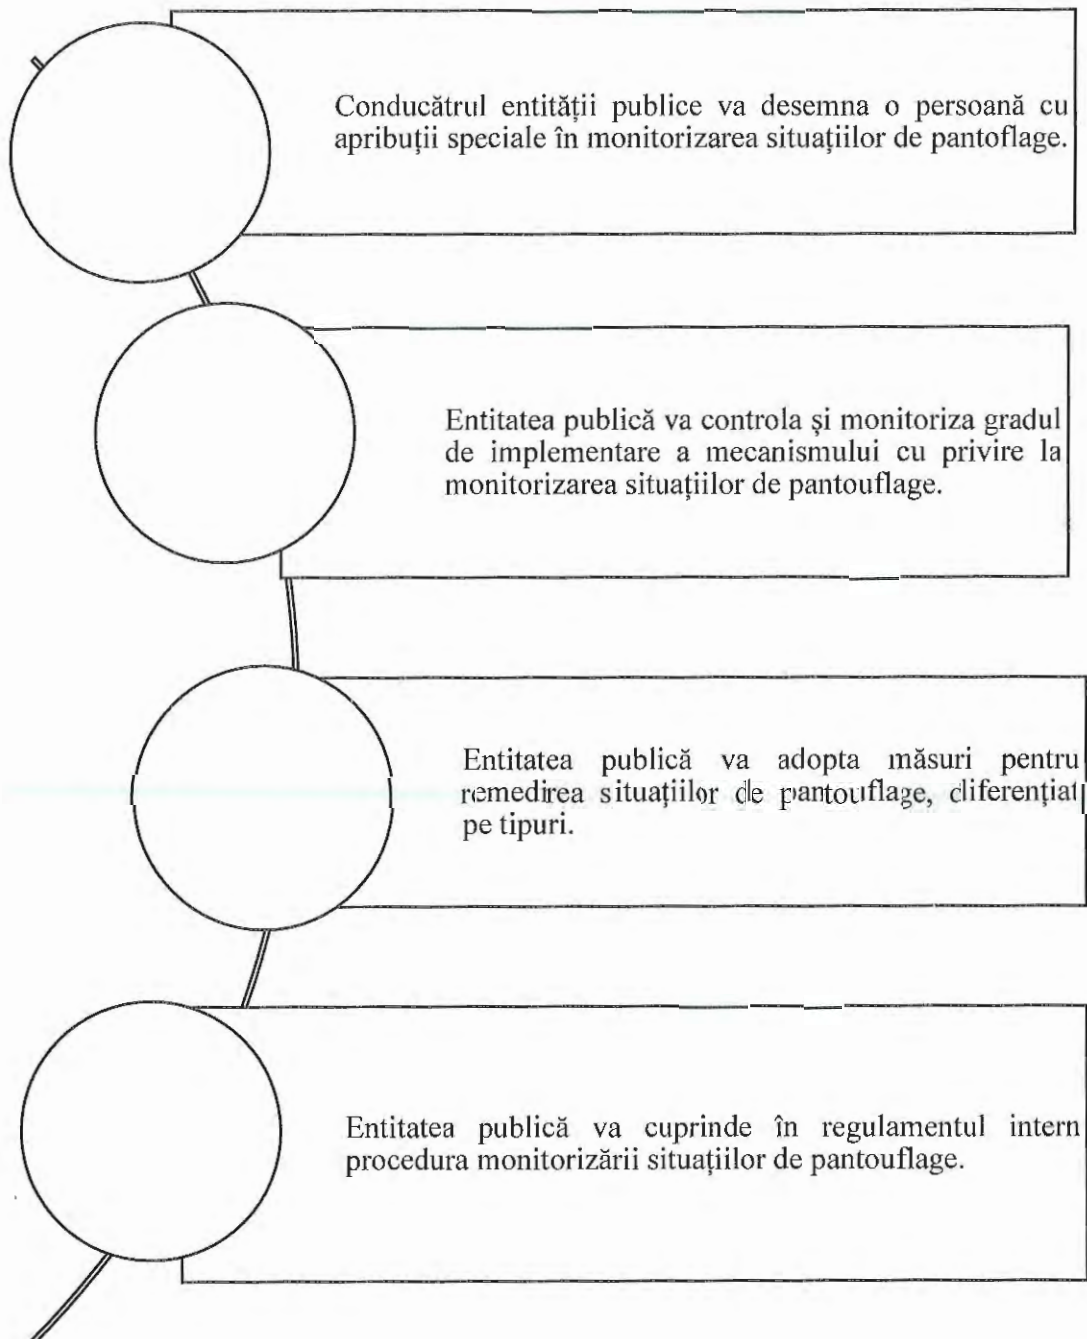 Conducătrul entității publice va desemna o persoană cu
apribuții speciale în monitorizarea situațiilor de pantoflage.
Entitatea publică va controla și monitoriza gradul
de implementare a mecanismului cu privire la
monitorizarea situațiilor de pantouflage.
Entitatea publică va adopta măsuri pentru
remedirea situațiilor de pantouflage, diferențiat
pe tipuri.
Entitatea publică va cuprinde în regulamentul intern
procedura monitorizării situațiilor de pantouflage.